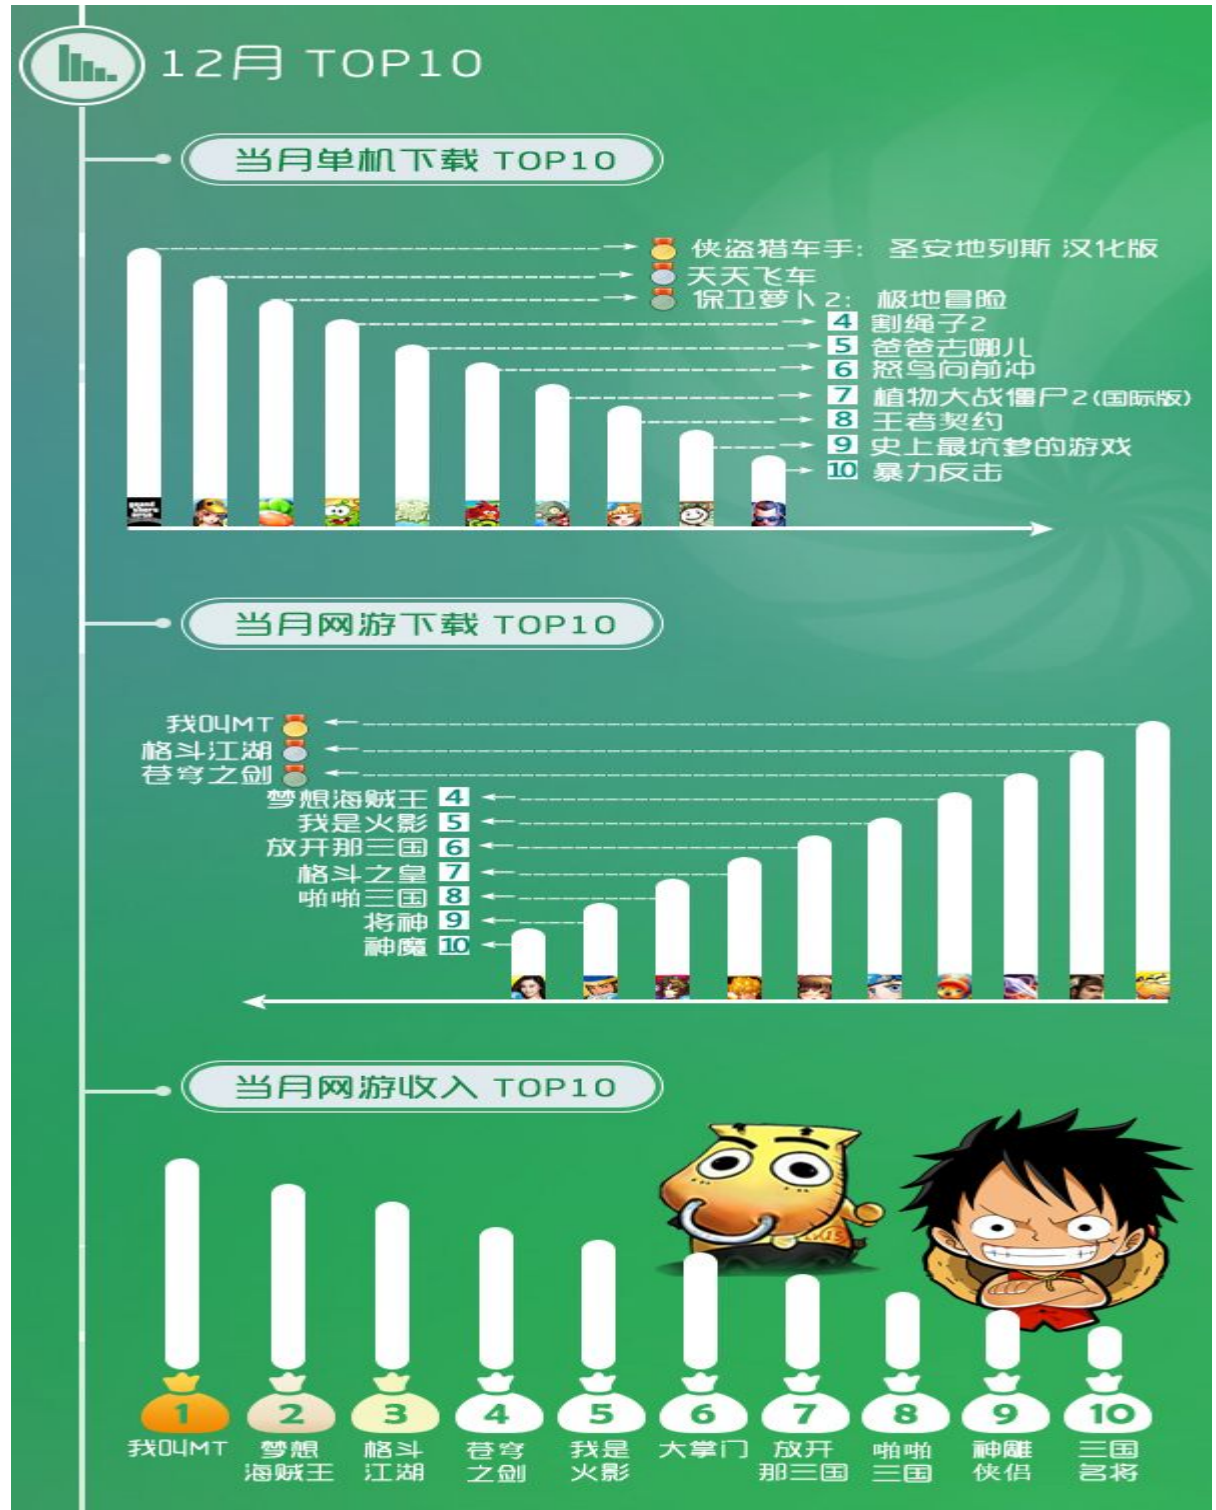 12月 TOP10
当月单机下载 TOP10
侠盗猎车手：圣安地列斯 汉化版
天天飞车
保卫萝卜2：极地冒险
4 割绳子2
5 爸爸去哪儿
6 怒鸟向前冲
7 植物大战僵尸2(国际版)
8 王者契约
9 史上最坑爹的游戏
10 暴力反击
当月网游下载 TOP10
我叫MT
格斗江湖
苍穹之剑
梦想海贼王 4
我是火影 5
放开那三国 6
格斗之皇 7
啪啪三国 8
将神 9
神魔 10
当月网游收入 TOP10
1
我叫MT
2
梦想
海贼王
3
格斗
江湖
4
苍穹
之剑
5
我是
火影
6
大掌门
7
放开
那三国
8
啪啪
三国
9
神雕
侠侣
10
三国
名将